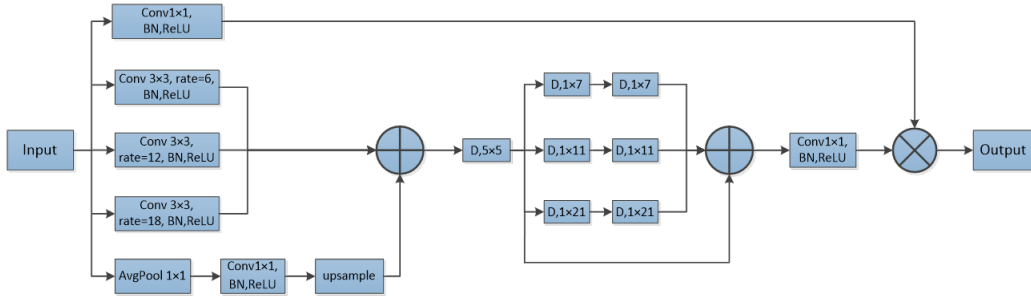 Conv1×1,
BN,ReLU
Conv 3×3, rate=6,
BN,ReLU
Input
Conv 3×3,
rate=12, BN,ReLU
Conv 3×3,
rate=18, BN,ReLU
AvgPool 1×1
Conv1×1,
BN,ReLU
upsample
D,5×5
D,1×7
D,1×7
D,1×11
D,1×11
D,1×21
D,1×21
Conv1×1,
BN,ReLU
Output